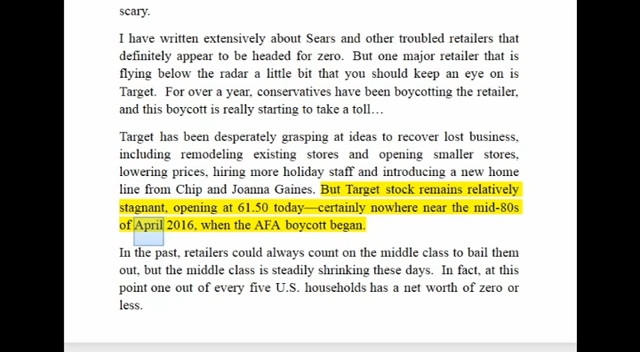 scary.
I have written extensively about Sears and other troubled retailers that
definitely appear to be headed for zero. But one major retailer that is
flying below the radar a little bit that you should keep an eye on is
Target. For over a year, conservatives have been boycotting the retailer,
and this boycott is really starting to take a toll…
Target has been desperately grasping at ideas to recover lost business,
including remodeling existing stores and opening smaller stores,
lowering prices, hiring more holiday staff and introducing a new home
line from Chip and Joanna Gaines. But Target stock remains relatively
stagnant, opening at 61.50 today—certainly nowhere near the mid-80s
of April 2016, when the AFA boycott began.
In the past, retailers could always count on the middle class to bail them
out, but the middle class is steadily shrinking these days. In fact, at this
point one out of every five U.S. households has a net worth of zero or
less.